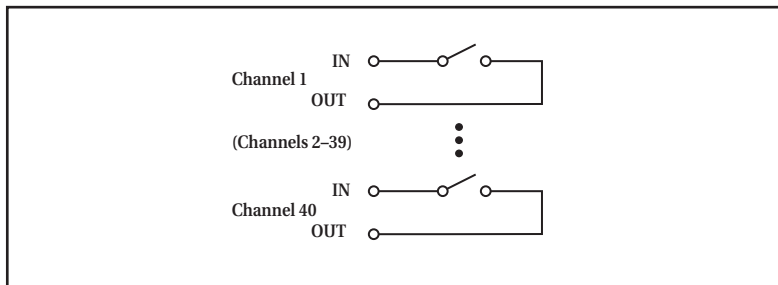 IN
Channel 1
OUT
(Channels 2–39)
IN
Channel 40
OUT